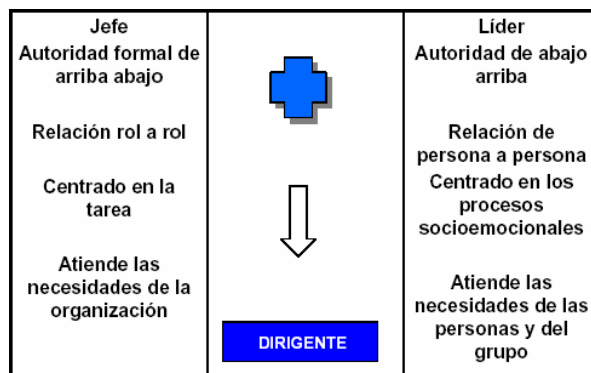 Jefe
Autoridad formal de
arriba abajo
Relación rol a rol
Centrado en la
tarea
Atiende las
necesidades de la
organización
DIRIGENTE
Líder
Autoridad de abajo
arriba
Relación de
persona a persona
Centrado en los
procesos
socioemocionales
Atiende las
necesidades de las
personas y del
grupo